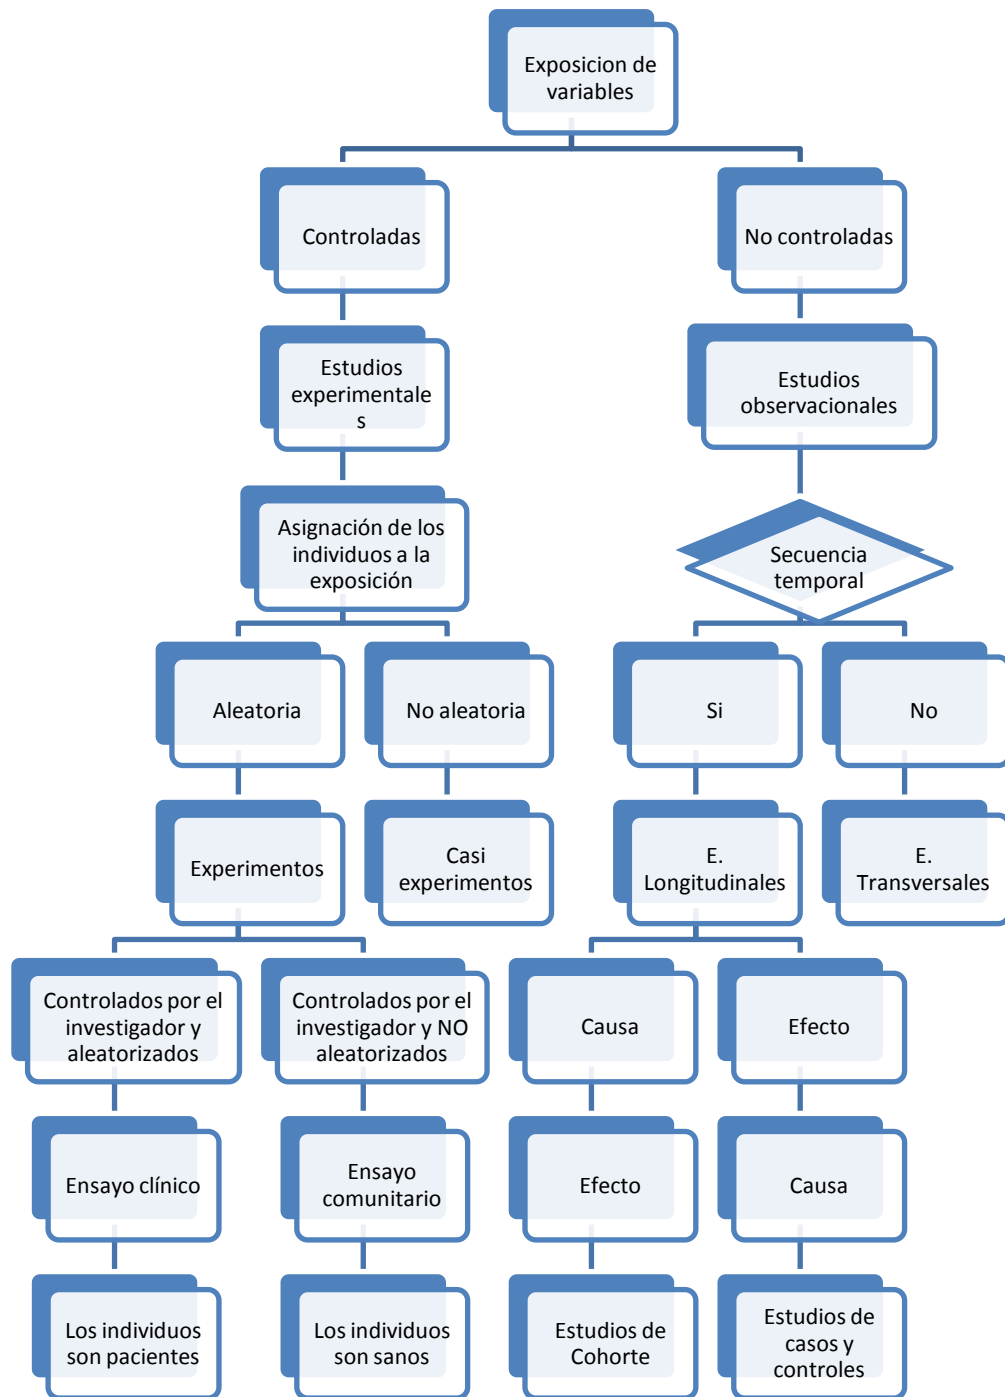 Exposicion de
variables
Controladas
No controladas
Estudios
experimentale
s
Estudios
observacionales
Asignación de los
individuos a la
exposición
Secuencia
temporal
Aleatoria
No aleatoria
Si
No
Experimentos
Casi
experimentos
E.
Longitudinales
E.
Transversales
Controlados por el
investigador y
aleatorizados
Controlados por el
investigador y NO
aleatorizados
Causa
Efecto
Ensayo clínico
Ensayo
comunitario
Efecto
Causa
Los individuos
son pacientes
Los individuos
son sanos
Estudios de
Cohorte
Estudios de
casos y
controles